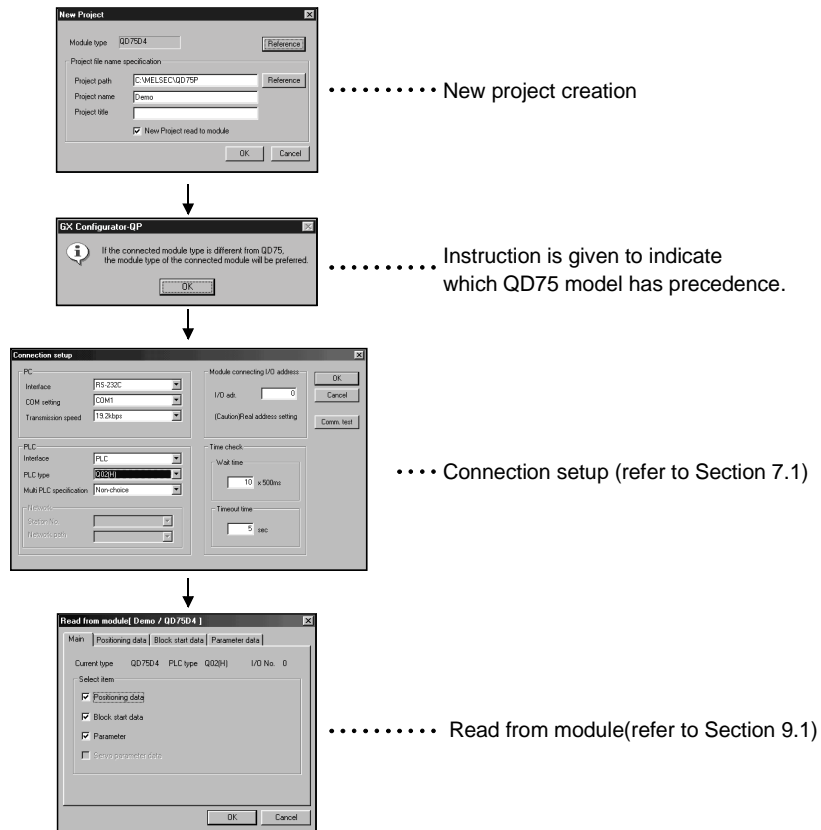 New Project
Module type QD75D4 Reference
Project file name specification
Project path C:\MELSEC\QD75P Reference
Project name Demo
Project title
New Project read to module
OK Cancel
New project creation
GX Configurator-QP
If the connected module type is different from QD75,
the module type of the connected module will be preferred.
OK
Instruction is given to indicate
which QD75 model has precedence.
Connection setup
PC
Interface RS-232C
COM setting COM1
Transmission speed 19.2kbps
Module connecting I/O address
I/O adr. 0
(Caution)Real address setting
OK
Cancel
Comm. test
PLC
Interface PLC
PLC type Q02(H)
Multi PLC specification Non-choice
Network
Station No.
Network path
Time check
Wait time
10 x 500ms
Timeout time
5 sec
Connection setup (refer to Section 7.1)
Read from module[ Demo / QD75D4 ]
Main Positioning data Block start data Parameter data
Current type QD75D4 PLC type Q02(H) I/O No. 0
Select item
Positioning data
Block start data
Parameter
Servo parameter data
OK Cancel
Read from module(refer to Section 9.1)